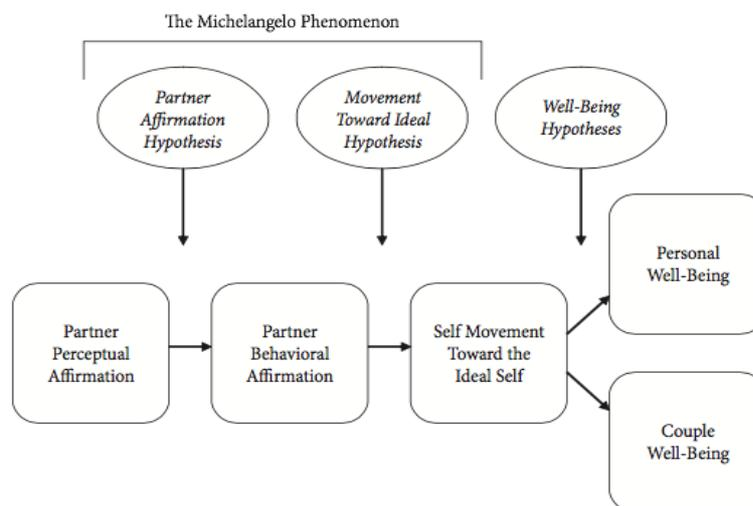 The Michelangelo Phenomenon
Partner
Affirmation
Hypothesis
Movement
Toward Ideal
Hypothesis
Well-Being
Hypotheses
Partner
Perceptual
Affirmation
Partner
Behavioral
Affirmation
Self Movement
Toward the
Ideal Self
Personal
Well-Being
Couple
Well-Being